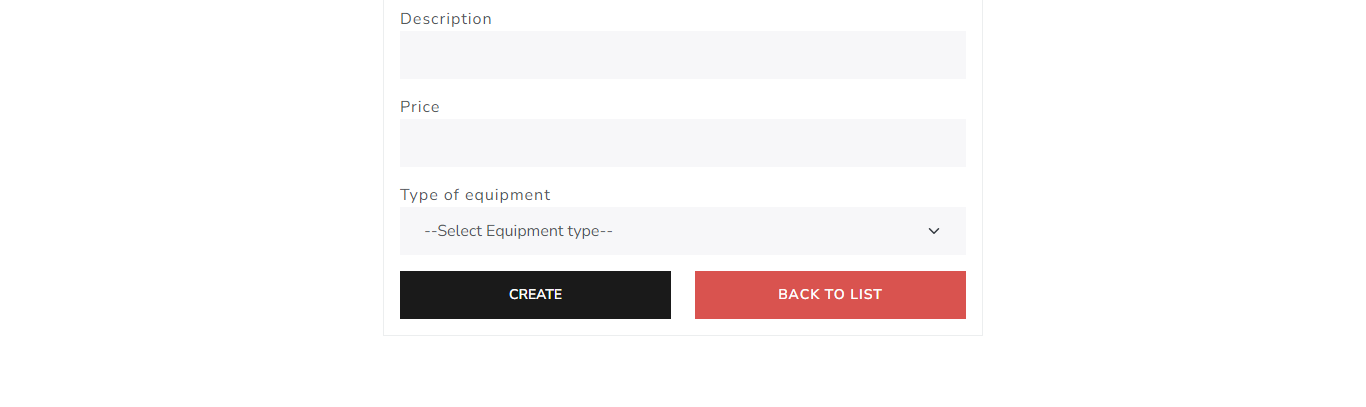 Description
Price
Type of equipment
--Select Equipment type--
CREATE
BACK TO LIST